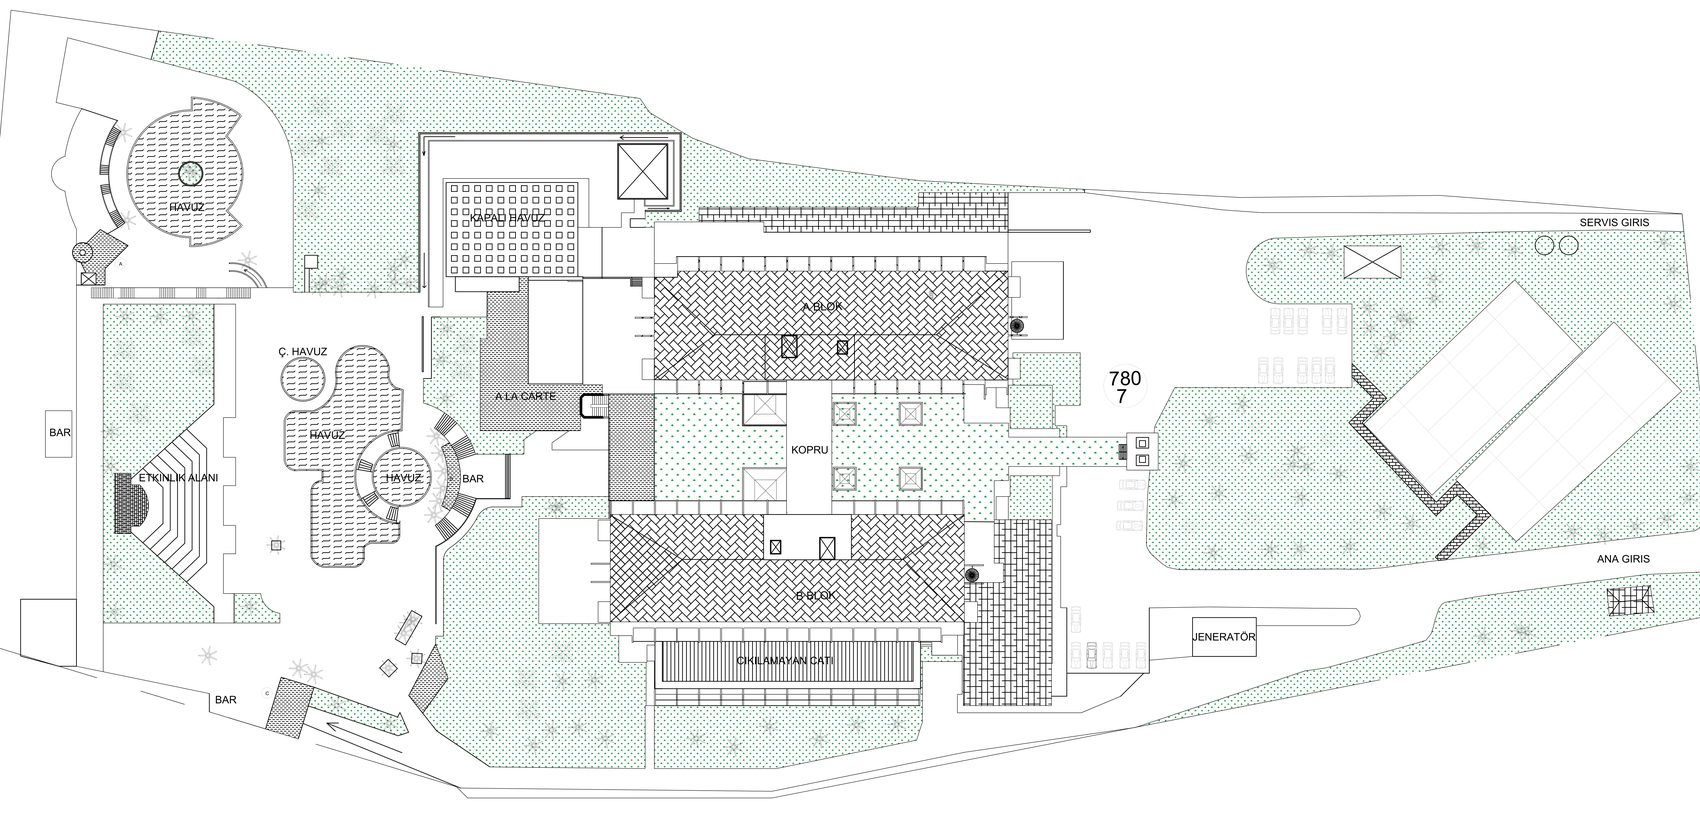 SERVIS GIRIS
HAVUZ
KAPALI HAVUZ
A
A BLOK
Ç. HAVUZ
780
7
A LA CARTE
BAR
HAVUZ
KOPRU
ETKINLIK ALANI
HAVUZ
BAR
ANA GIRIS
B BLOK
JENERATÖR
CIKILAMAYAN CATI
C
BAR